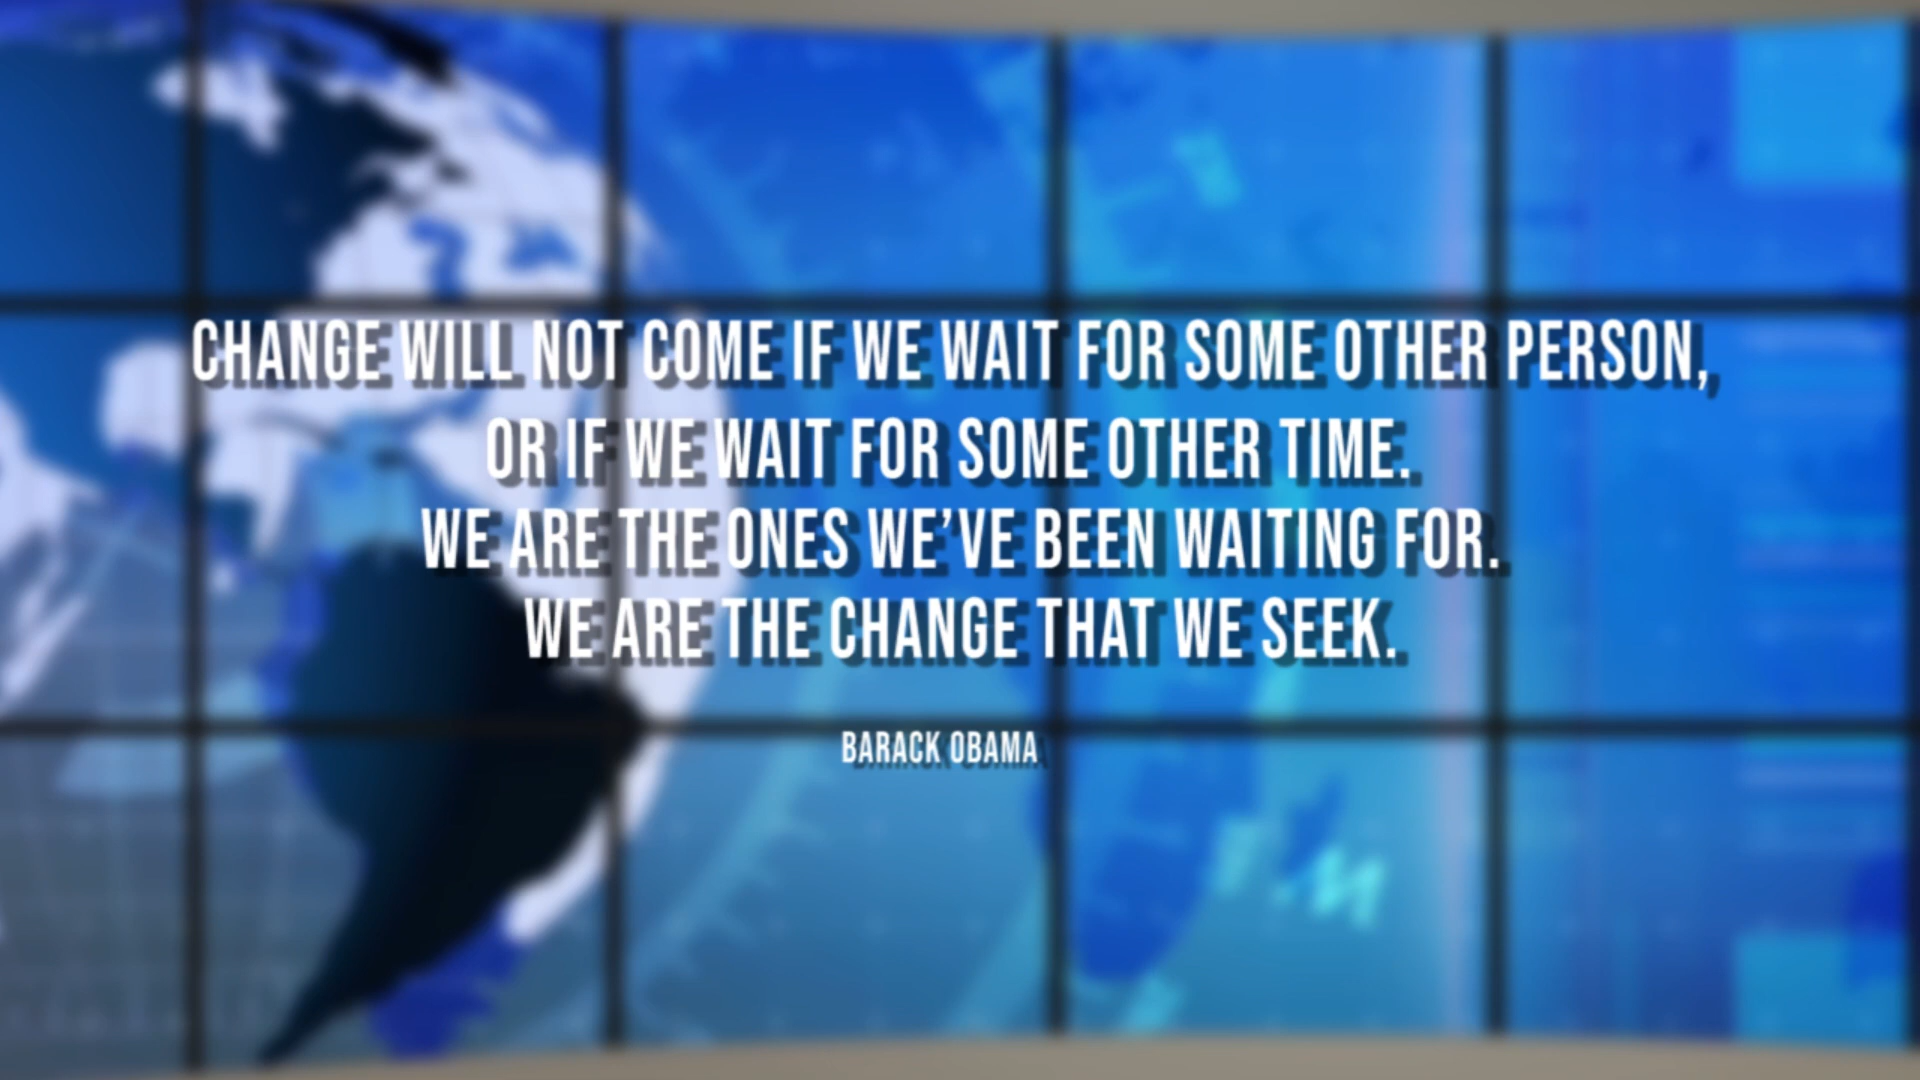 CHANGE WILL NOT COME IF WE WAIT FOR SOME OTHER PERSON,
OR IF WE WAIT FOR SOME OTHER TIME.
WE ARE THE ONES WE’VE BEEN WAITING FOR.
WE ARE THE CHANGE THAT WE SEEK.
BARACK OBAMA